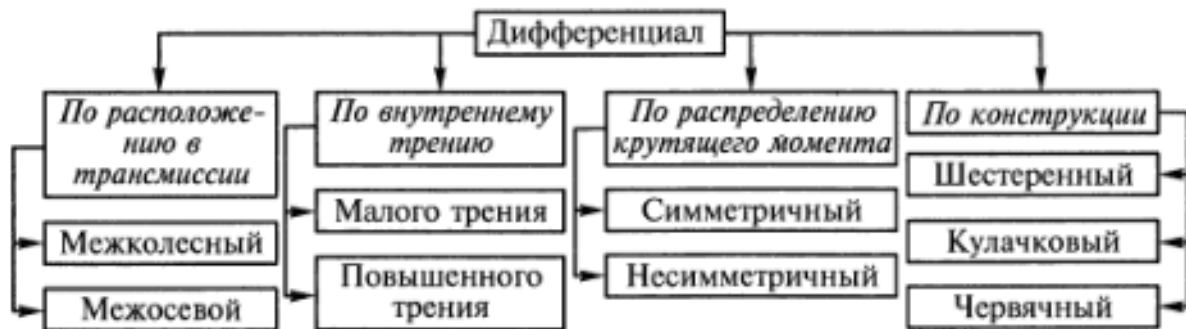 Дифференциал
По расположе-
нию в
трансмиссии
Межколесный
Межосевой
По внутреннему
трению
Малого трения
Повышенного
трения
По распределению
крутящего момента
Симметричный
Несимметричный
По конструкции
Шестеренный
Кулачковый
Червячный